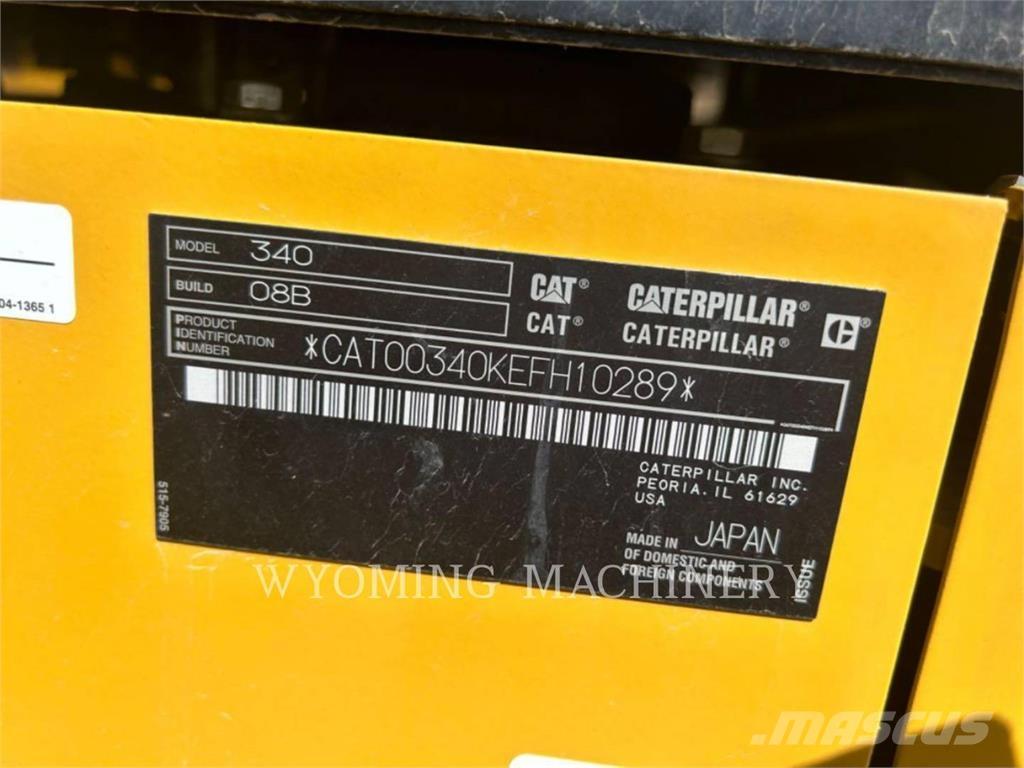 MODEL 340
BUILD 08B
PRODUCT
IDENTIFICATION
NUMBER
*CAT00340KEFH10289*
CAT® CATERPILLAR®
CAT® CATERPILLAR®
CATERPILLAR INC.
PEORIA, IL 61629
USA
MADE IN JAPAN
OF DOMESTIC AND
FOREIGN COMPONENTS
515-7905
ISSUE
04-1365 1
WYOMING MACHINERY
MASCUS